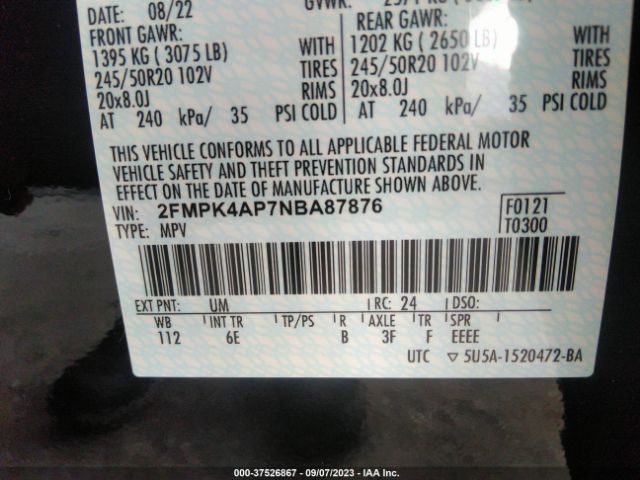 DATE: 08/22 GVWR:
FRONT GAWR: REAR GAWR:
1395 KG ( 3075 LB) WITH 1202 KG ( 2650 LB) WITH
245/50R20 102V TIRES 245/50R20 102V TIRES
20x8.0J RIMS 20x8.0J RIMS
AT 240 kPa/ 35 PSI COLD AT 240 kPa/ 35 PSI COLD
THIS VEHICLE CONFORMS TO ALL APPLICABLE FEDERAL MOTOR
VEHICLE SAFETY AND THEFT PREVENTION STANDARDS IN
EFFECT ON THE DATE OF MANUFACTURE SHOWN ABOVE.
VIN: 2FMPK4AP7NBA87876 F0121
TYPE: MPV T0300
EXT PNT: UM RC: 24 DSO:
WB INT TR TP/PS R AXLE TR SPR
112 6E B 3F F EEEE
UTC ▽ 5U5A-1520472-BA
000-37526867 - 09/07/2023 - IAA Inc.